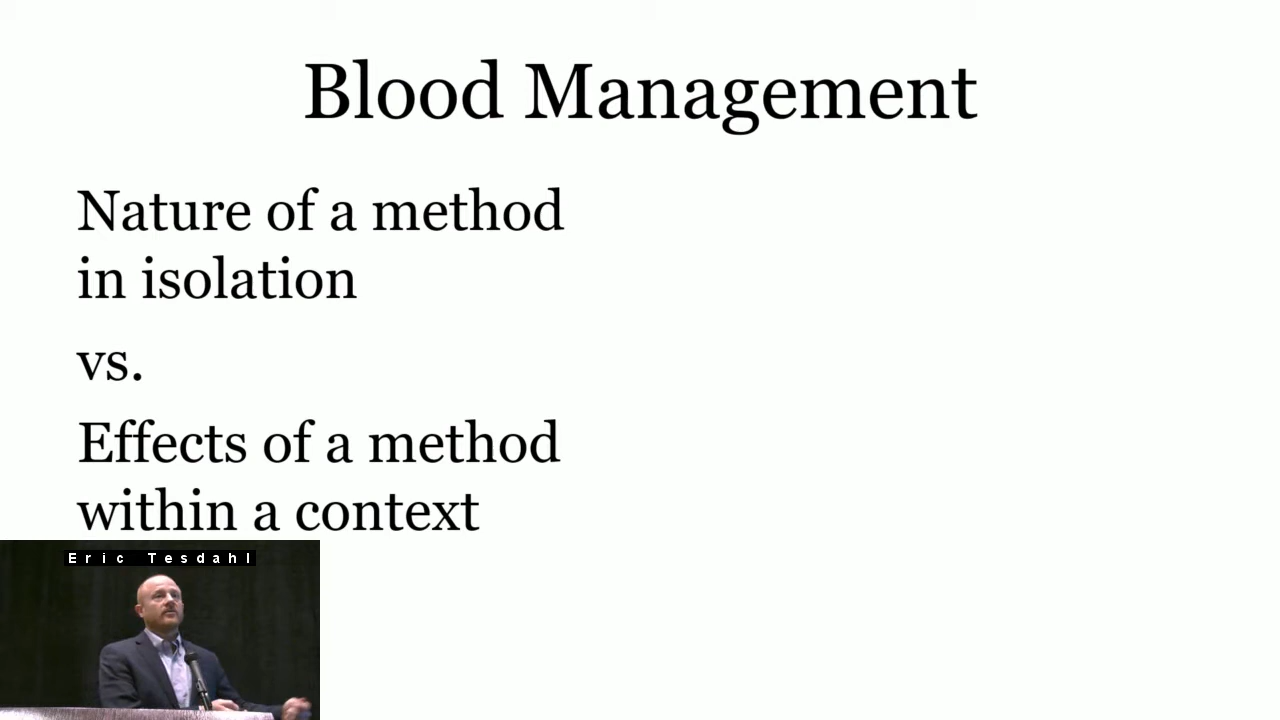 Blood Management
Nature of a method
in isolation
vs.
Effects of a method
within a context
Eric Tesdahl